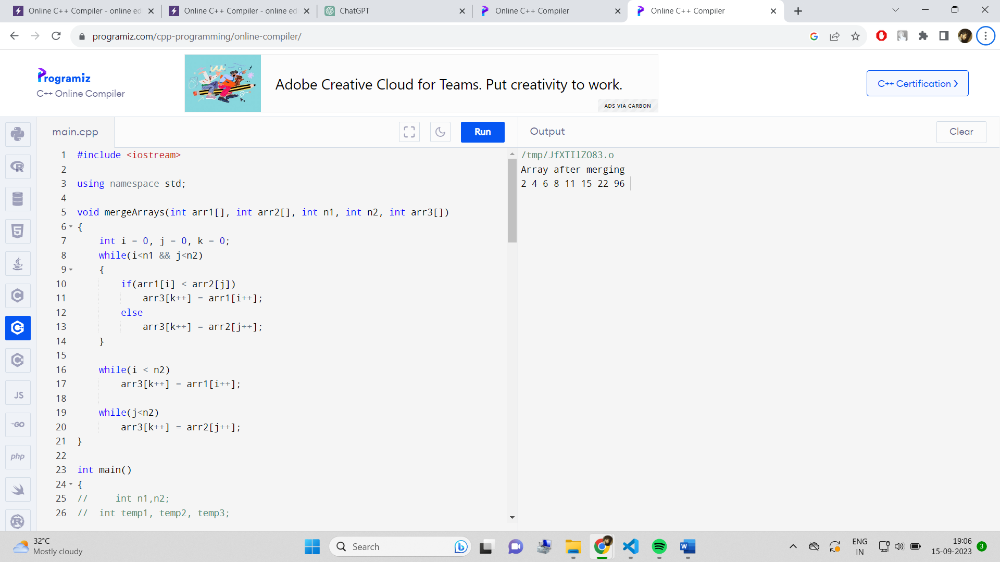 Online C++ Compiler - online ed
Online C++ Compiler - online ed
ChatGPT
Online C++ Compiler
Online C++ Compiler
programiz.com/cpp-programming/online-compiler/
Programiz
C++ Online Compiler
Adobe Creative Cloud for Teams. Put creativity to work.
ADS VIA CARBON
C++ Certification >
main.cpp
Run
Output
Clear
1 #include <iostream>
2
3 using namespace std;
4
5 void mergeArrays(int arr1[], int arr2[], int n1, int n2, int arr3[])
6 {
7 int i = 0, j = 0, k = 0;
8 while(i<n1 && j<n2)
9 {
10 if(arr1[i] < arr2[j])
11 arr3[k++] = arr1[i++];
12 else
13 arr3[k++] = arr2[j++];
14 }
15
16 while(i < n2)
17 arr3[k++] = arr1[i++];
18
19 while(j<n2)
20 arr3[k++] = arr2[j++];
21 }
22
23 int main()
24 {
25 // int n1,n2;
26 // int temp1, temp2, temp3;
/tmp/JfXTIlZO83.o
Array after merging
2 4 6 8 11 15 22 96
JS
GO
php
32°C
Mostly cloudy
Search
ENG
IN
19:06
15-09-2023
3